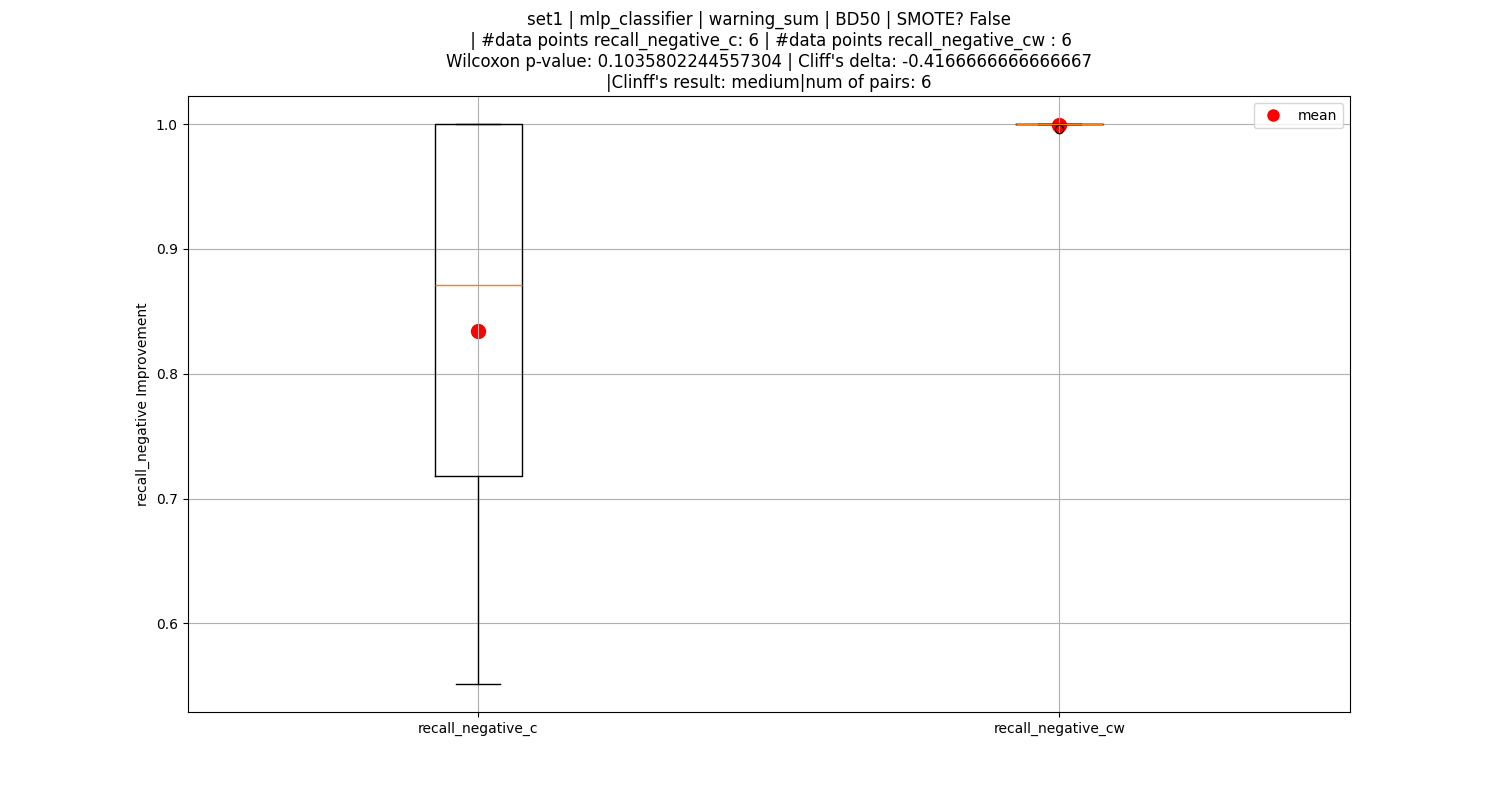 set1 | mlp_classifier | warning_sum | BD50 | SMOTE? False
| #data points recall_negative_c: 6 | #data points recall_negative_cw : 6
Wilcoxon p-value: 0.1035802244557304 | Cliff's delta: -0.4166666666666667
|Clinff's result: medium|num of pairs: 6
mean
1.0
0.9
0.8
0.7
0.6
recall_negative Improvement
recall_negative_c
recall_negative_cw